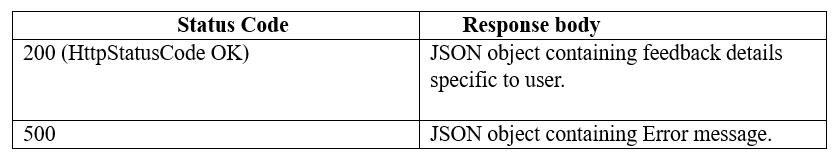 Status Code Response body
200 (HttpStatusCode OK) JSON object containing feedback details
specific to user.
500 JSON object containing Error message.